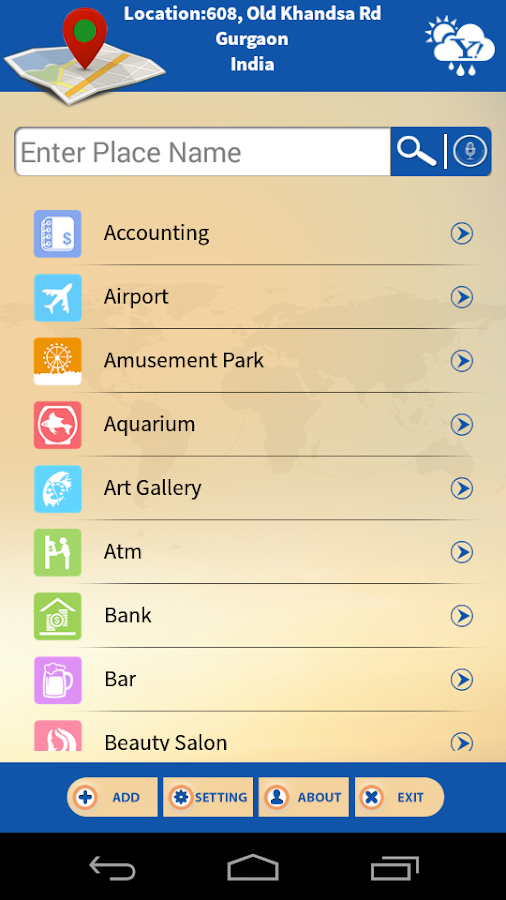 Location:608, Old Khandsa Rd
Gurgaon
India
Y!
Enter Place Name
Accounting
Airport
Amusement Park
Aquarium
Art Gallery
Atm
Bank
Bar
Beauty Salon
ADD
SETTING
ABOUT
EXIT